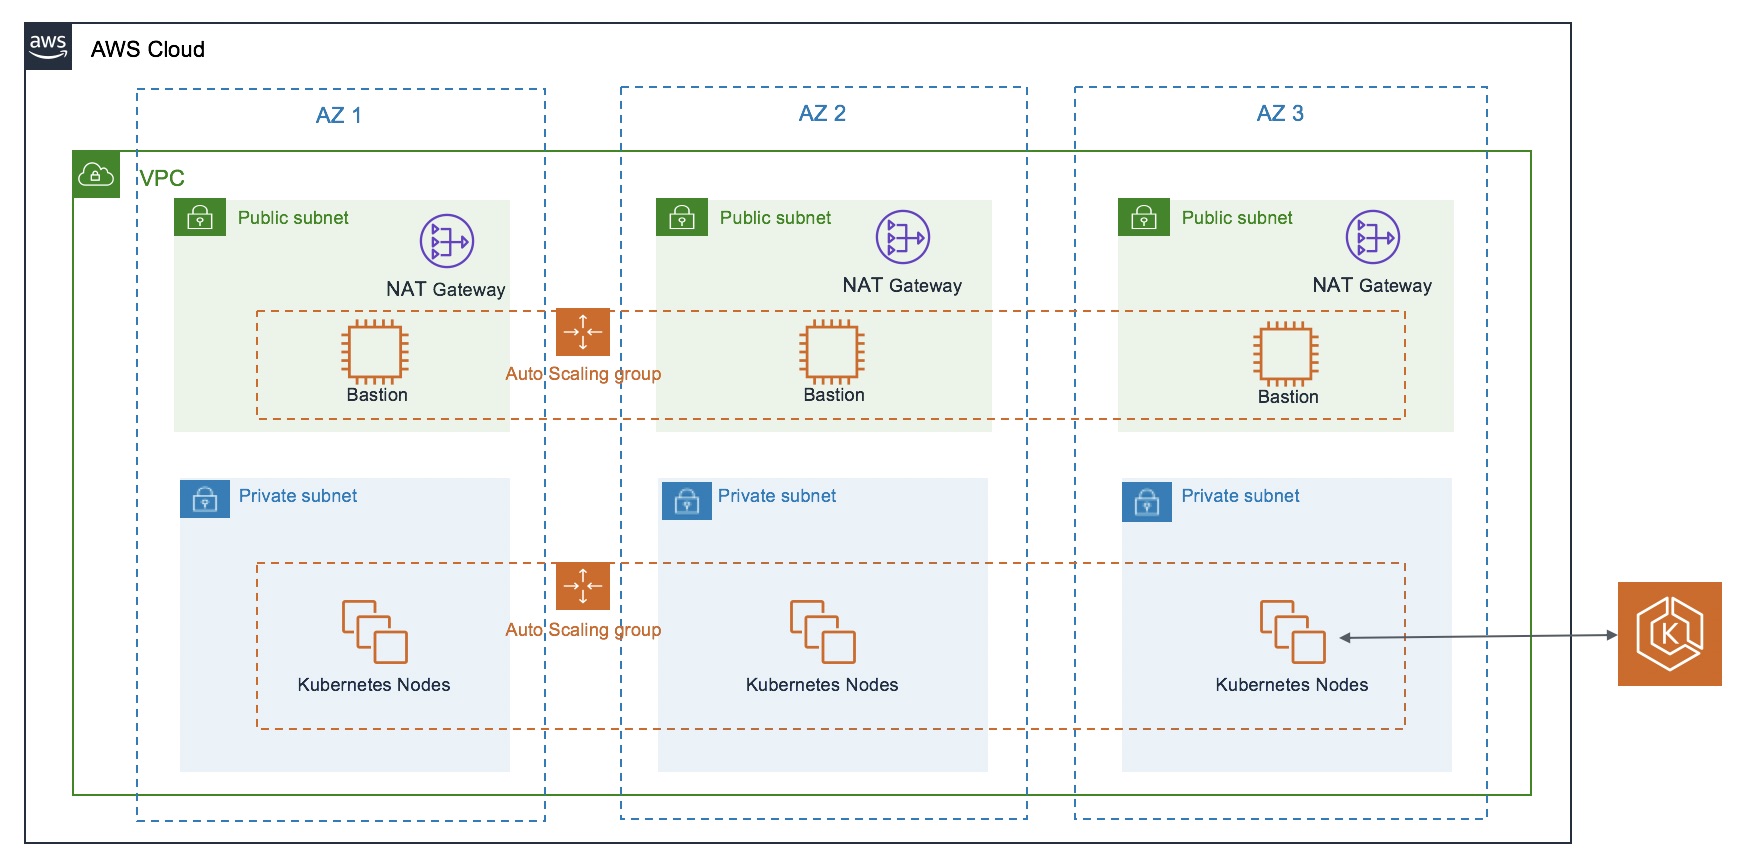 aws
AWS Cloud
AZ 1
AZ 2
AZ 3
VPC
Public subnet
Public subnet
Public subnet
NAT Gateway
NAT Gateway
NAT Gateway
Auto Scaling group
Bastion
Bastion
Bastion
Private subnet
Private subnet
Private subnet
Auto Scaling group
K
Kubernetes Nodes
Kubernetes Nodes
Kubernetes Nodes